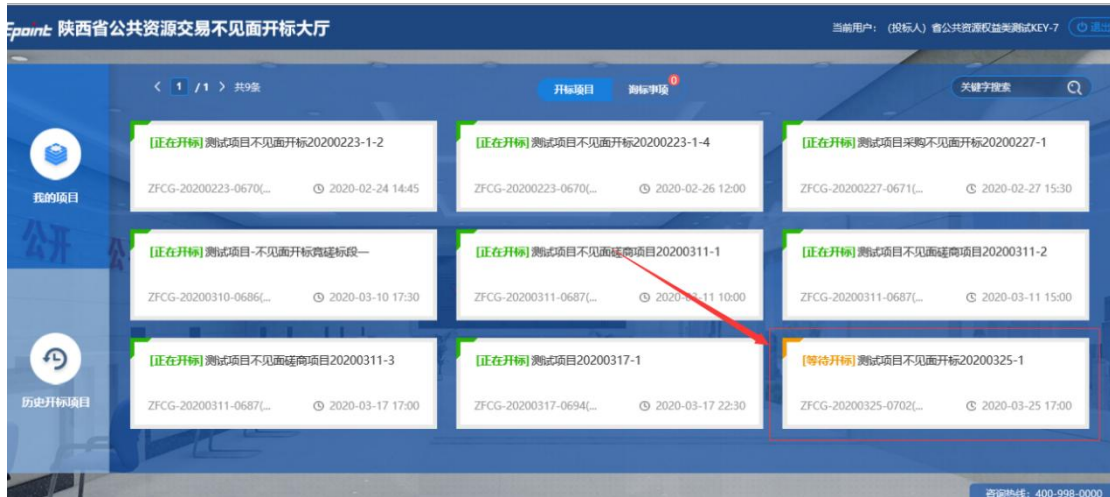 Epoint 陕西省公共资源交易不见面开标大厅
当前用户：(投标人) 省公共资源权益类测试KEY-7 退出
1 / 1 共9条
开标项目 询标事项 0
关键字搜索
我的项目
历史开标项目
[正在开标] 测试项目不见面开标20200223-1-2
ZFCG-20200223-0670(... 2020-02-24 14:45
[正在开标] 测试项目不见面开标20200223-1-4
ZFCG-20200223-0670(... 2020-02-26 12:00
[正在开标] 测试项目采购不见面开标20200227-1
ZFCG-20200227-0671(... 2020-02-27 15:30
[正在开标] 测试项目-不见面开标竞磋标段一
ZFCG-20200310-0686(... 2020-03-10 17:30
[正在开标] 测试项目不见面磋商项目20200311-1
ZFCG-20200311-0687(... 2020-03-11 10:00
[正在开标] 测试项目不见面磋商项目20200311-2
ZFCG-20200311-0687(... 2020-03-11 15:00
[正在开标] 测试项目不见面磋商项目20200311-3
ZFCG-20200311-0687(... 2020-03-17 17:00
[正在开标] 测试项目20200317-1
ZFCG-20200317-0694(... 2020-03-17 22:30
[等待开标] 测试项目不见面开标20200325-1
ZFCG-20200325-0702(... 2020-03-25 17:00
公开
公
咨询热线：400-998-0000